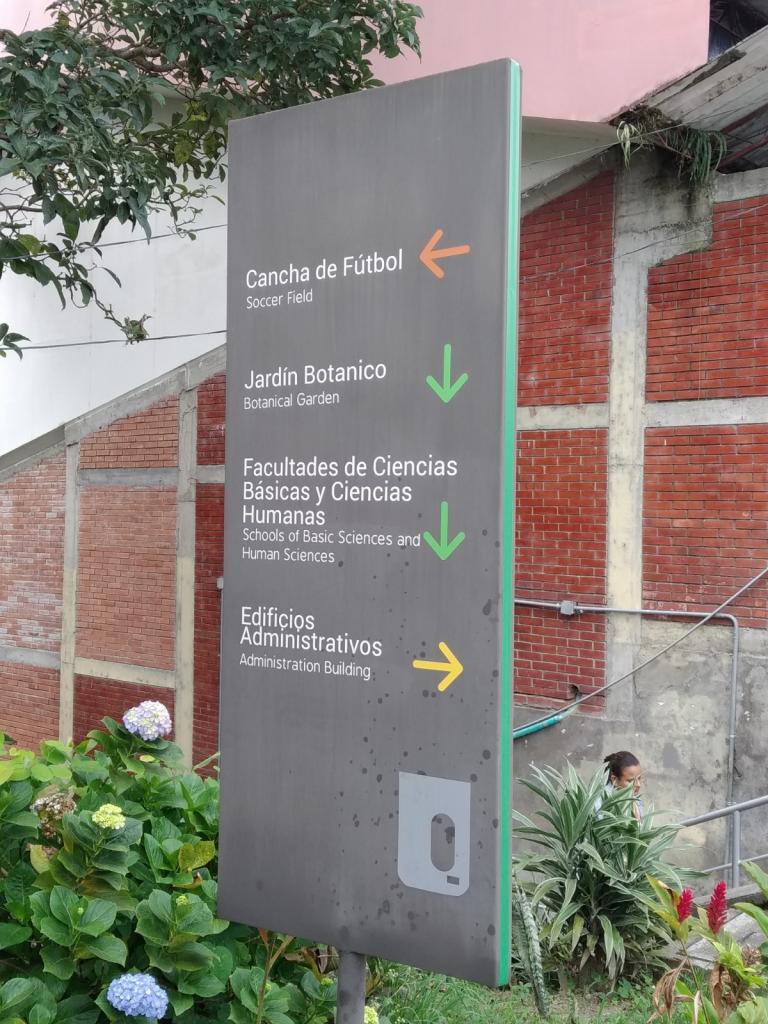 Cancha de Fútbol
Soccer Field
Jardín Botanico
Botanical Garden
Facultades de Ciencias
Básicas y Ciencias
Humanas
Schools of Basic Sciences and
Human Sciences
Edificios
Administrativos
Administration Building